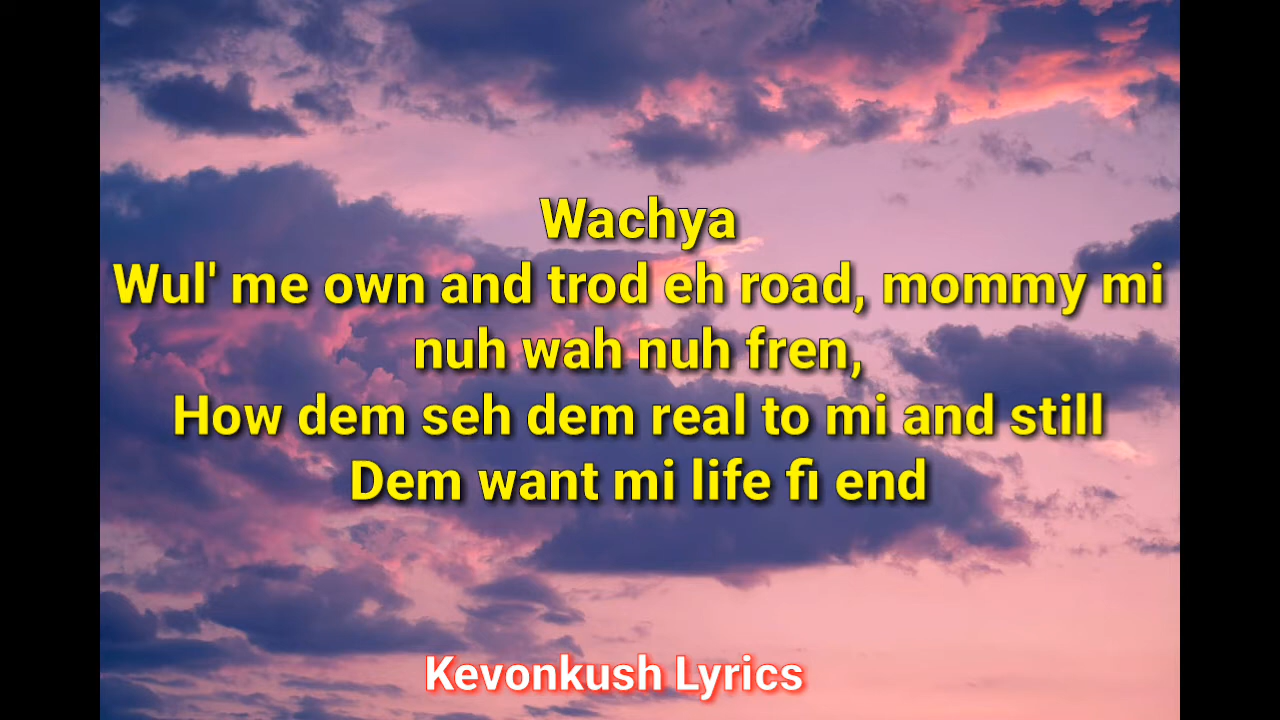 Wachya
Wul' me own and trod eh road, mommy mi
nuh wah nuh fren,
How dem seh dem real to mi and still
Dem want mi life fi end
Kevonkush Lyrics